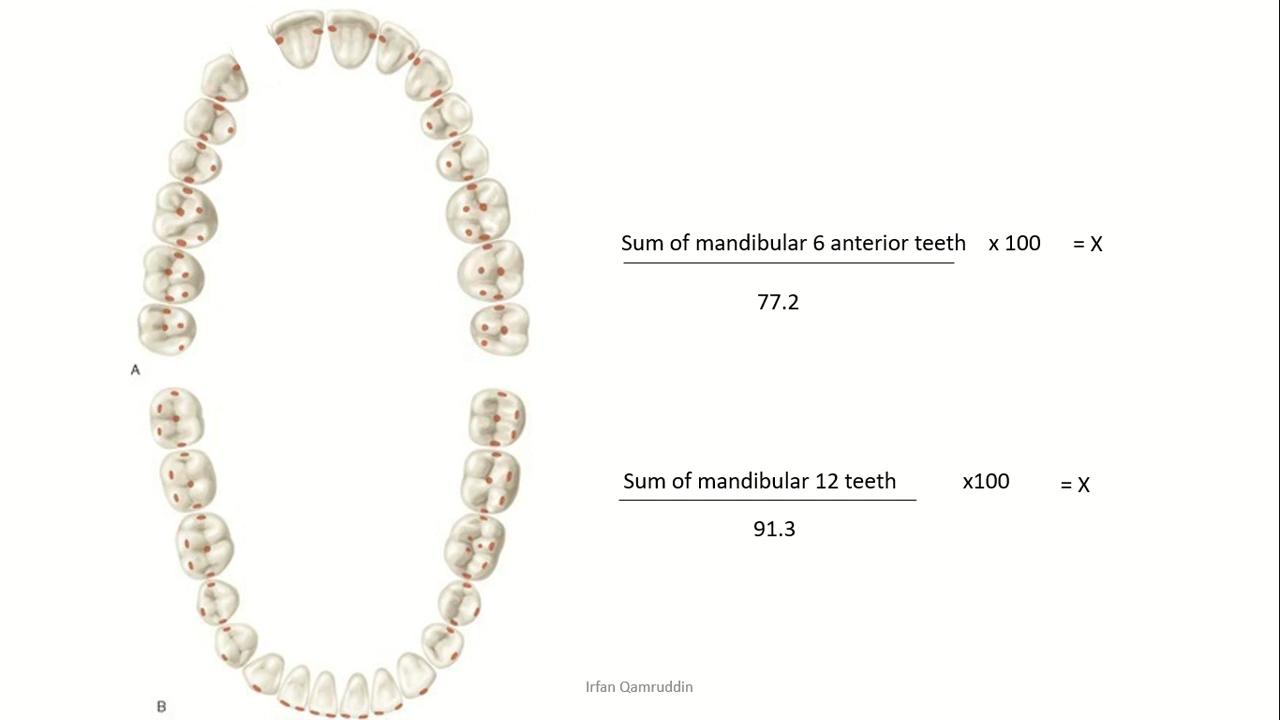 Sum of mandibular 6 anterior teeth x 100 = X
77.2
A
Sum of mandibular 12 teeth x100 = X
91.3
Irfan Qamruddin
B